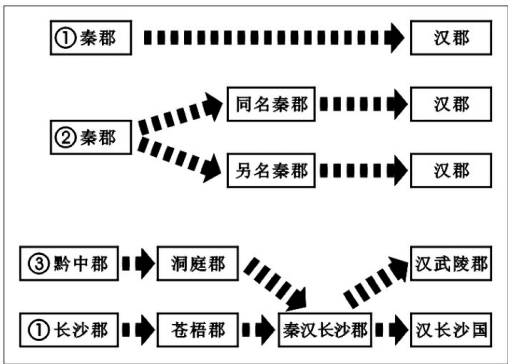 ①秦郡 汉郡
同名秦郡 汉郡
②秦郡
另名秦郡 汉郡
③黔中郡 洞庭郡 汉武陵郡
①长沙郡 苍梧郡 秦汉长沙郡 汉长沙国